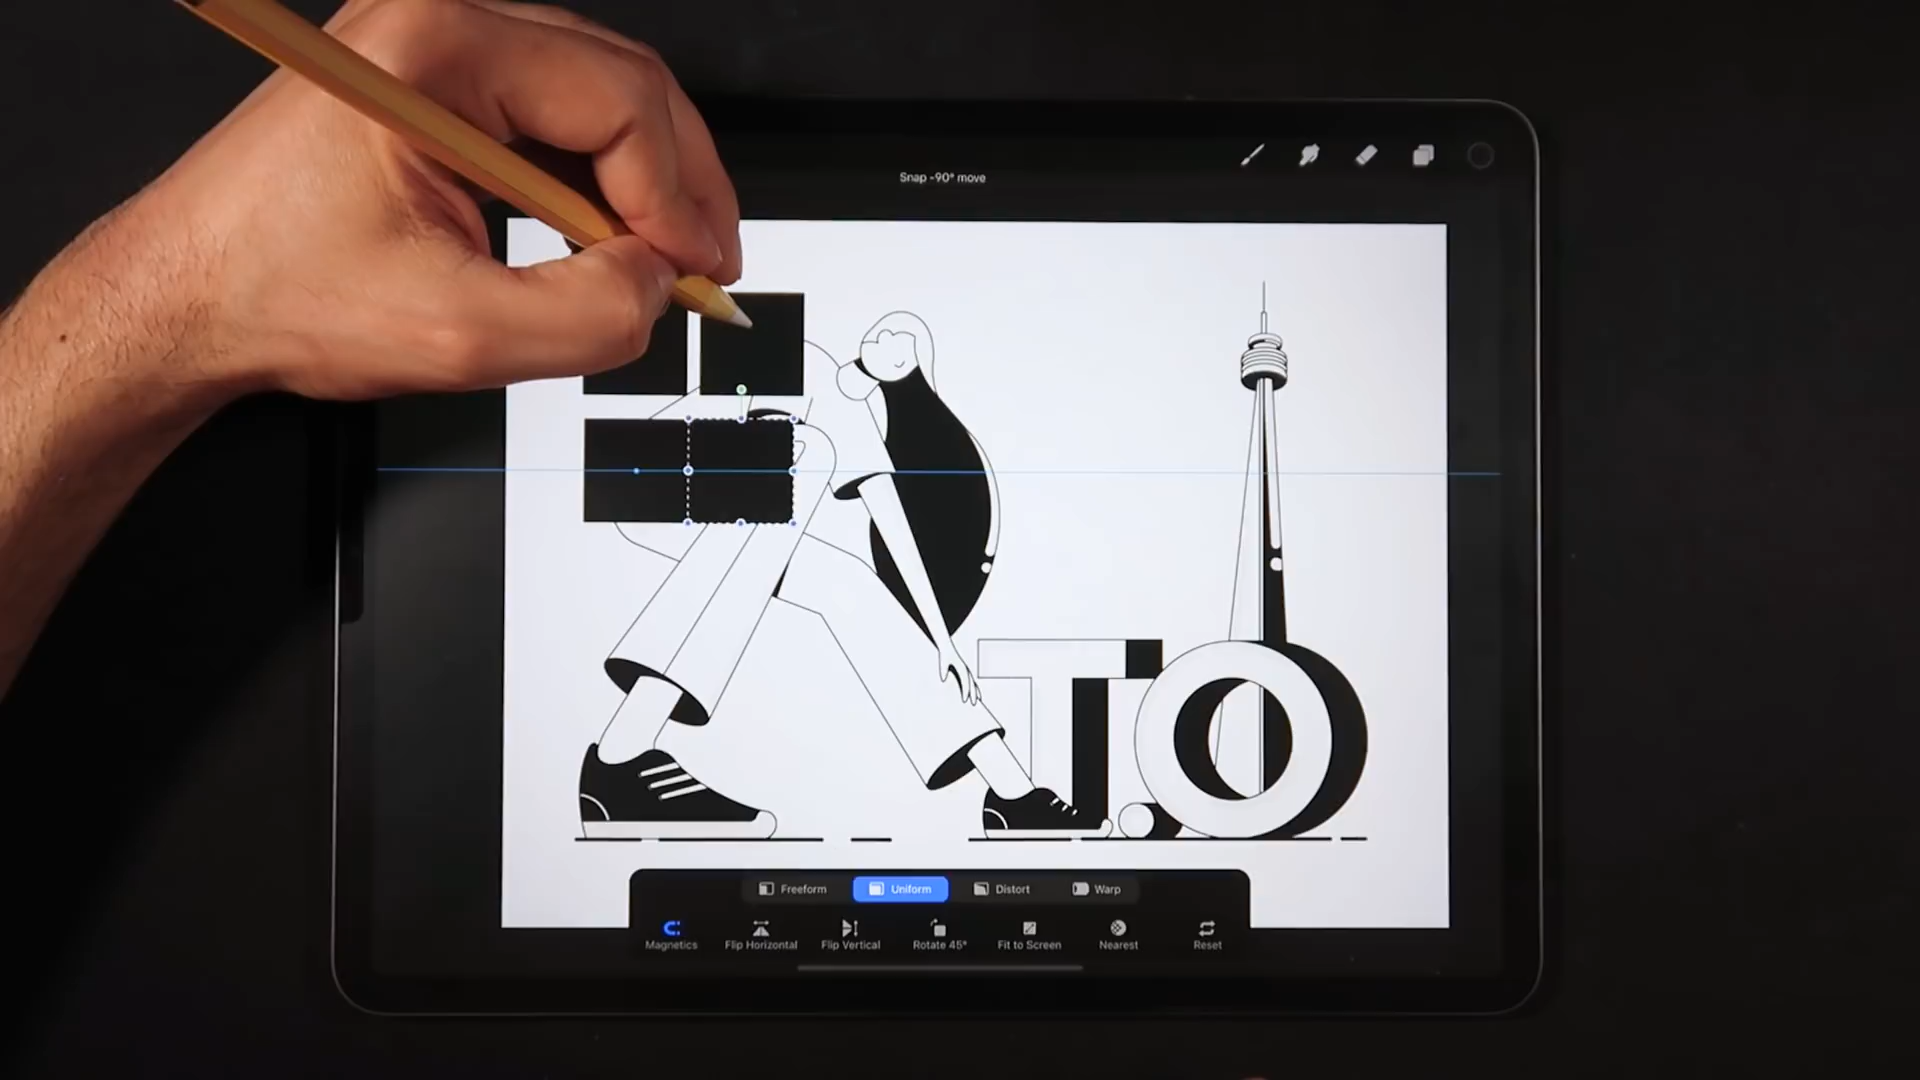 Snap -90° move
T.O
Freeform Uniform Distort Warp
Magnetics Flip Horizontal Flip Vertical Rotate 45° Fit to Screen Nearest Reset